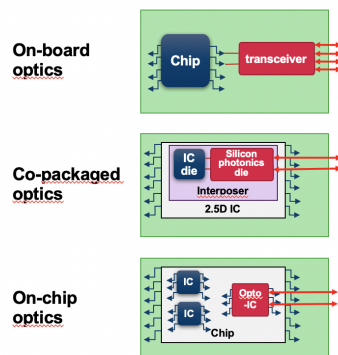 On-board
optics
Chip
transceiver
Co-packaged
optics
IC
die
Silicon
photonics
die
Interposer
2.5D IC
On-chip
optics
IC
IC
Opto
-IC
Chip